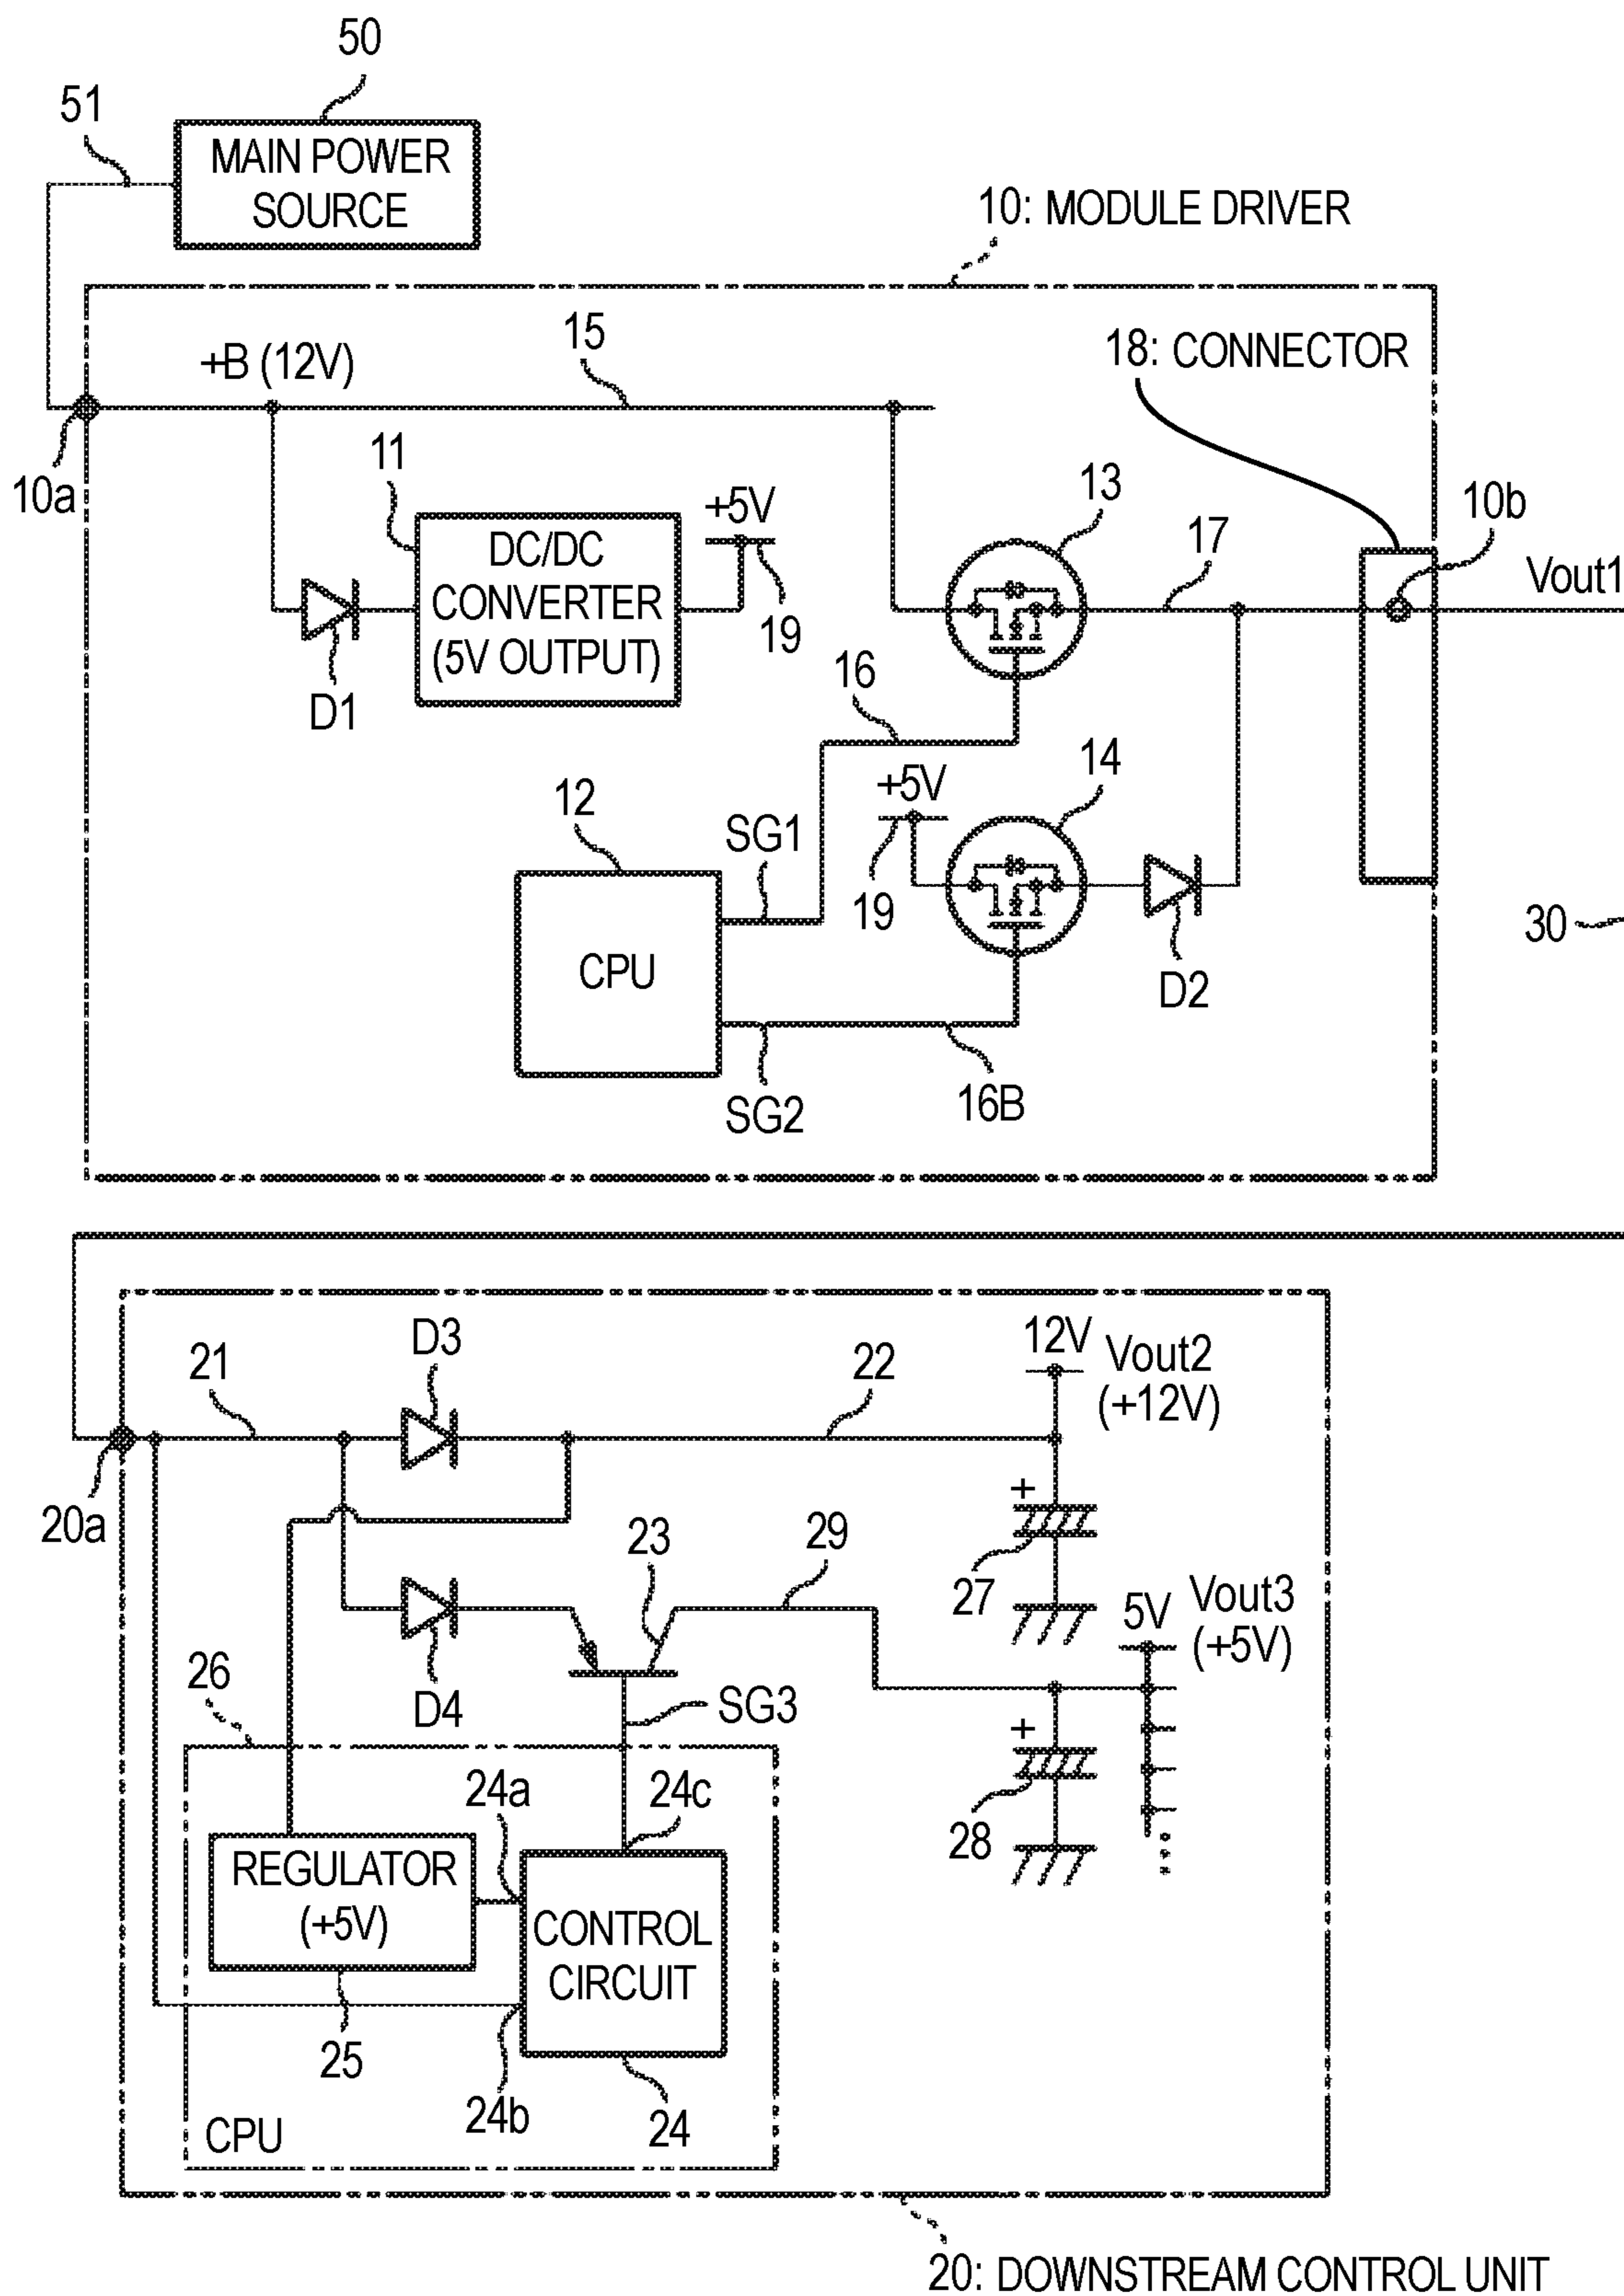 50
51
MAIN POWER
SOURCE
10: MODULE DRIVER
+B (12V)
15
18: CONNECTOR
10a
11
+5V
13
10b
DC/DC
CONVERTER
(5V OUTPUT)
17
Vout1
19
D1
16
12
+5V
14
SG1
19
30
CPU
D2
SG2
16B
D3
12V
Vout2
(+12V)
21
22
20a
+
23
29
27
5V
Vout3
(+5V)
26
D4
SG3
+
24a
24c
28
REGULATOR
(+5V)
CONTROL
CIRCUIT
25
24b
24
CPU
20: DOWNSTREAM CONTROL UNIT